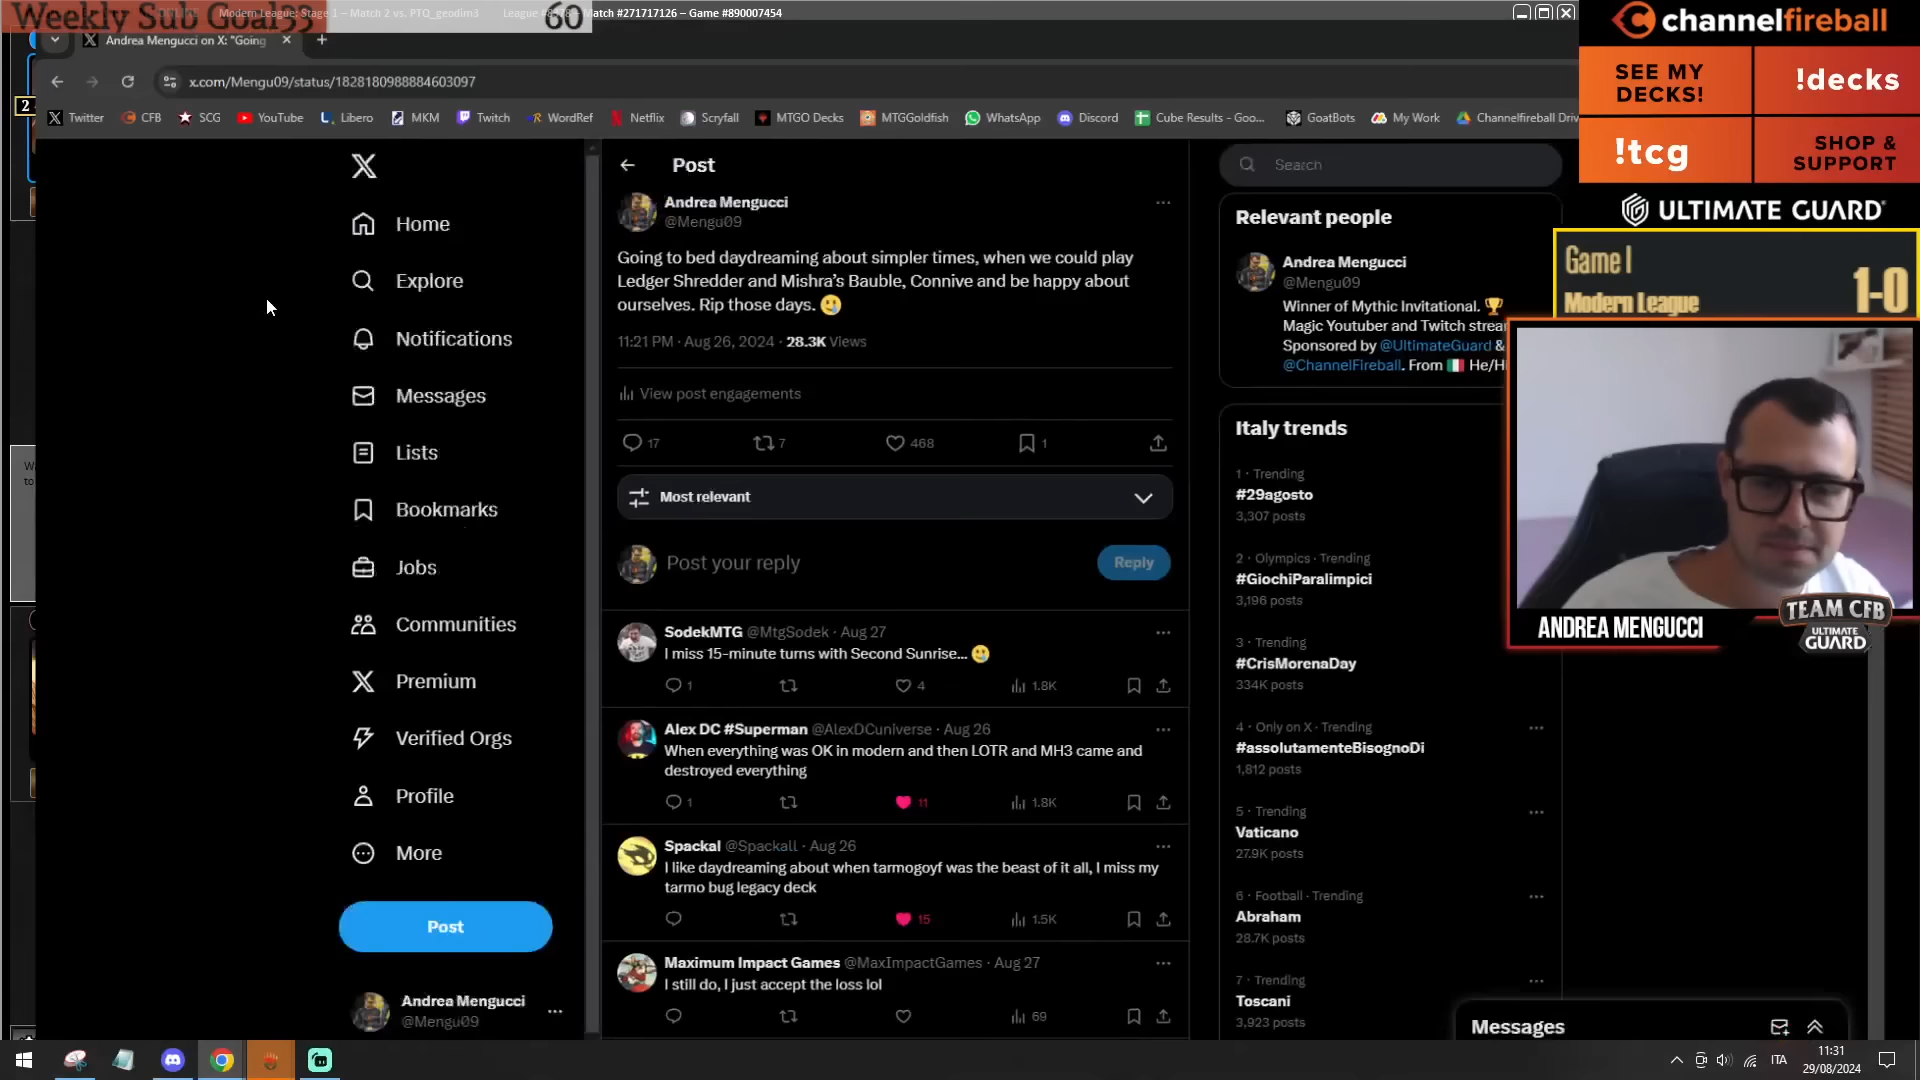 Weekly Sub Goal33 60
Modern League: Stage 1 – Match 2 vs. PTQ_geodim3
Match #271717126 – Game #890007454
Andrea Mengucci on X: "Going
x.com/Mengu09/status/1828180988884603097
Twitter CFB SCG YouTube Libero MKM Twitch WordRef Netflix Scryfall MTGO Decks MTGGoldfish WhatsApp Discord Cube Results - Goo... GoatBots My Work Channelfireball Driv
2
channelfireball
SEE MY DECKS!
!decks
!tcg
SHOP & SUPPORT
ULTIMATE GUARD
Game 1
Modern League
1-0
Home
Explore
Notifications
Messages
Lists
Bookmarks
Jobs
Communities
Premium
Verified Orgs
Profile
More
Post
Andrea Mengucci
@Mengu09
Post
Andrea Mengucci
@Mengu09
Going to bed daydreaming about simpler times, when we could play
Ledger Shredder and Mishra's Bauble, Connive and be happy about
ourselves. Rip those days. 🥲
11:21 PM · Aug 26, 2024 · 28.3K Views
View post engagements
17 7 468 1
Most relevant
Post your reply
Reply
SodekMTG @MtgSodek · Aug 27
I miss 15-minute turns with Second Sunrise... 🥲
1 4 1.8K
Alex DC #Superman @AlexDCuniverse · Aug 26
When everything was OK in modern and then LOTR and MH3 came and
destroyed everything
1 11 1.8K
Spackal @Spackall · Aug 26
I like daydreaming about when tarmogoyf was the beast of it all, I miss my
tarmo bug legacy deck
15 1.5K
Maximum Impact Games @MaxImpactGames · Aug 27
I still do, I just accept the loss lol
69
Search
Relevant people
Andrea Mengucci
@Mengu09
Winner of Mythic Invitational. 🏆
Magic Youtuber and Twitch strea
Sponsored by @UltimateGuard &
@ChannelFireball. From 🇮🇹 He/H
Italy trends
1 · Trending
#29agosto
3,307 posts
2 · Olympics · Trending
#GiochiParalimpici
3,196 posts
3 · Trending
#CrisMorenaDay
334K posts
4 · Only on X · Trending
#assolutamenteBisognoDi
1,812 posts
5 · Trending
Vaticano
27.9K posts
6 · Football · Trending
Abraham
28.7K posts
7 · Trending
Toscani
3,923 posts
Messages
ANDREA MENGUCCI
TEAM CFB
ULTIMATE
GUARD
ITA
11:31
29/08/2024